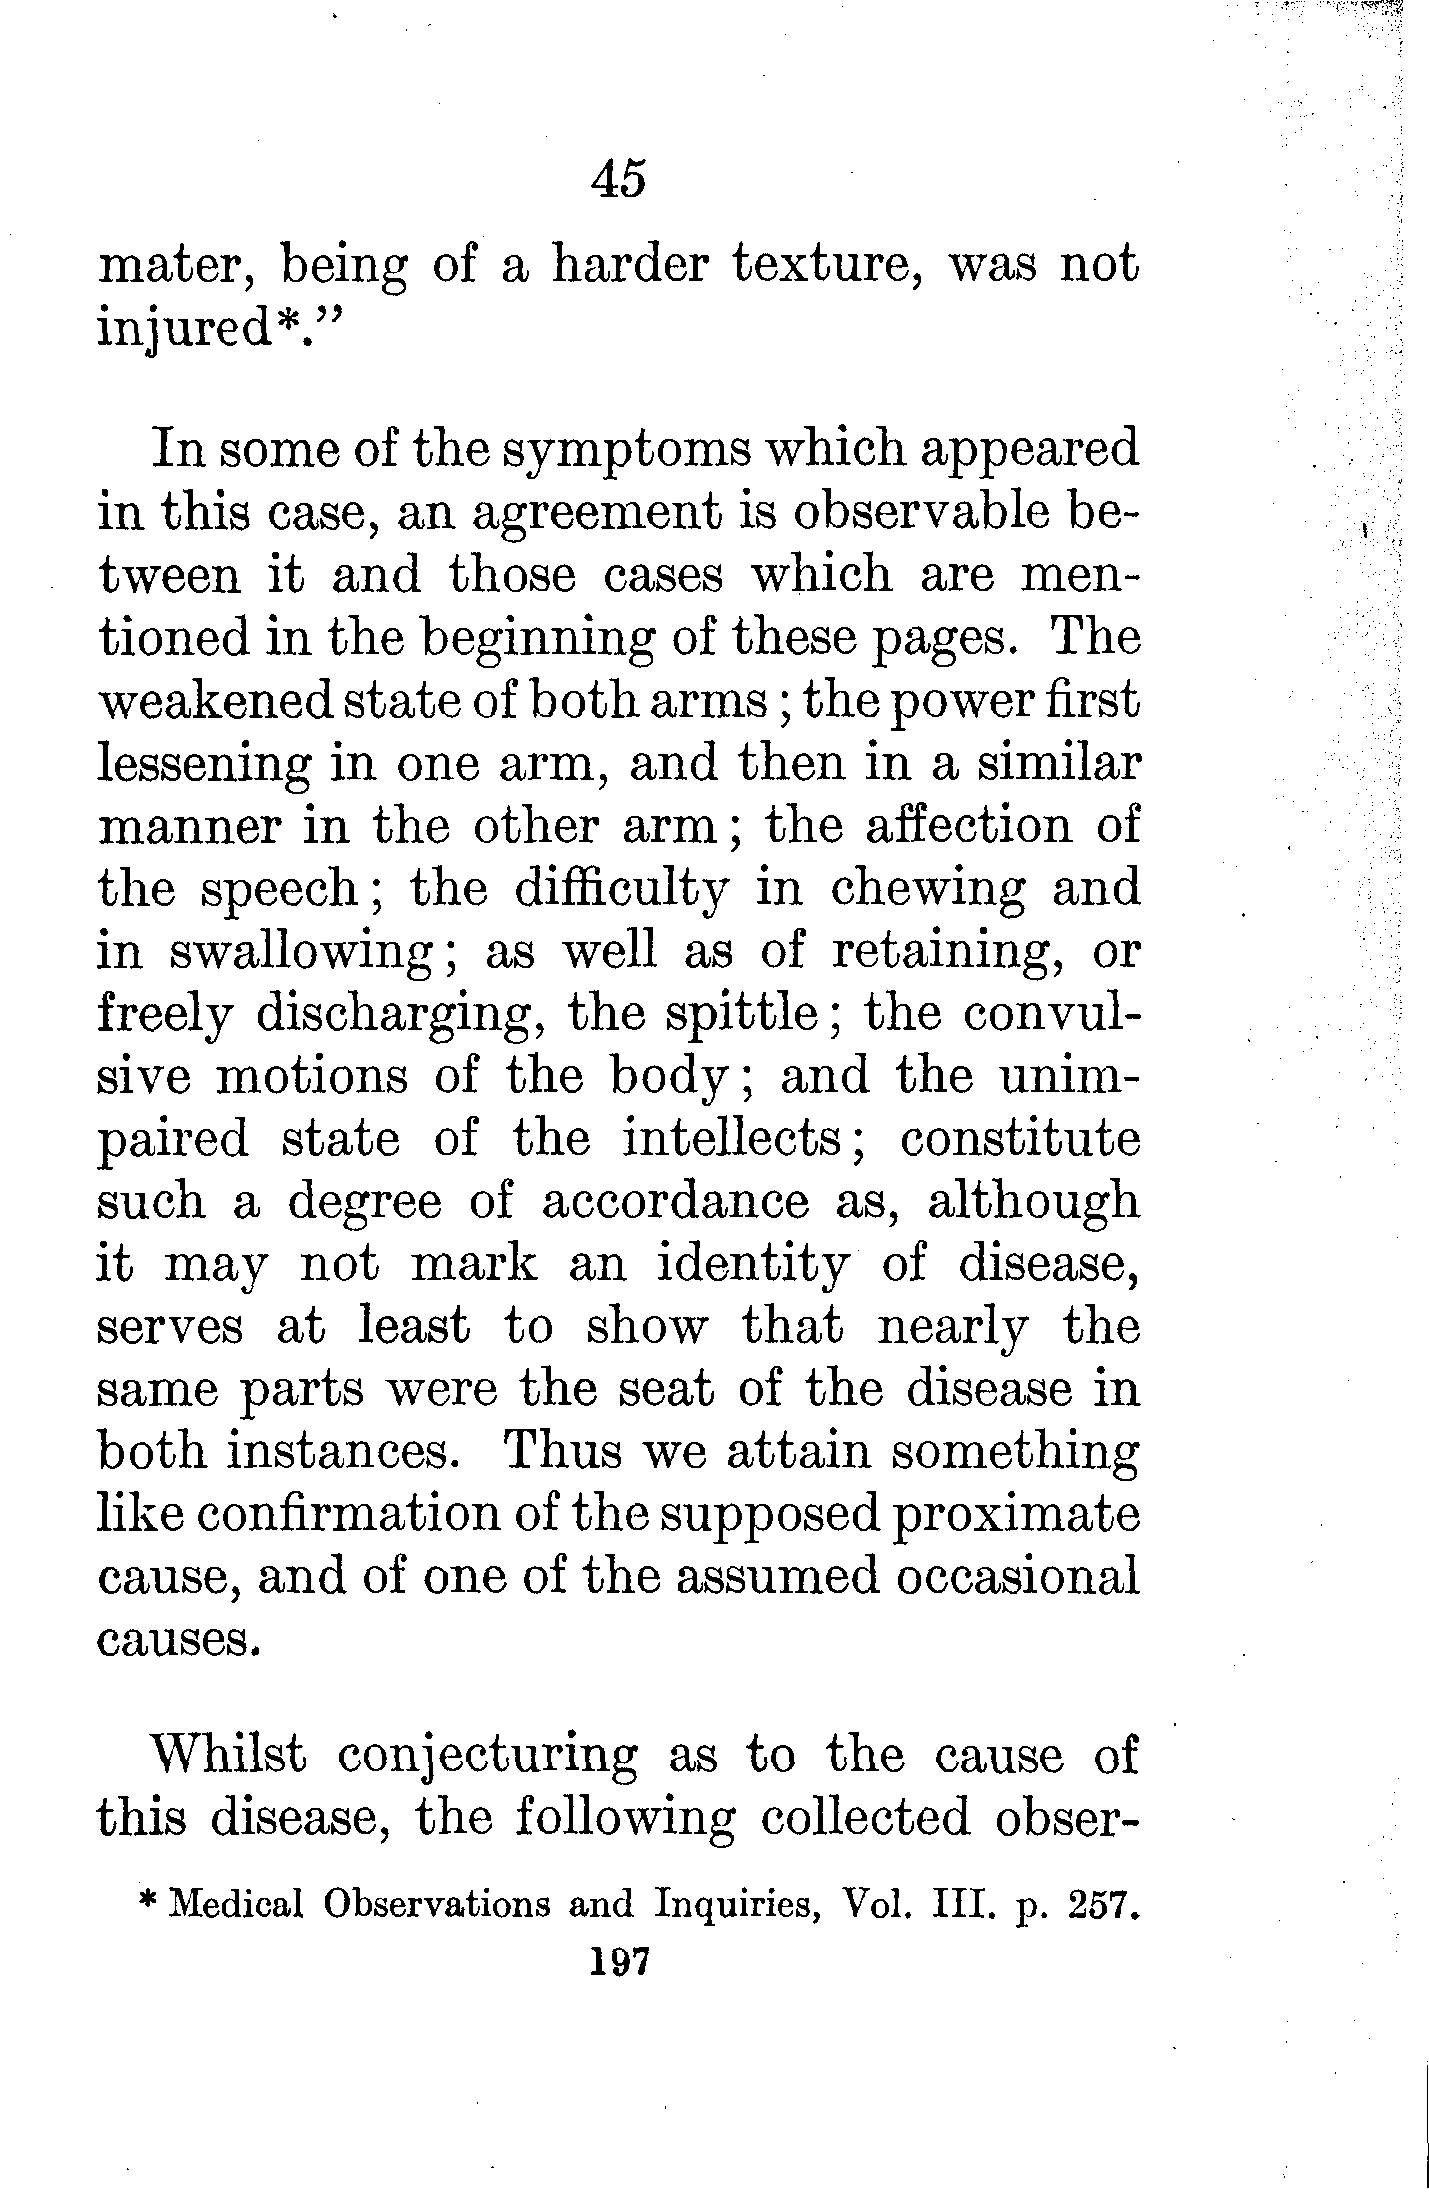 45
mater, being of a harder texture, was not
injured*."
In some of the symptoms which appeared
in this case, an agreement is observable be-
tween it and those cases which are men-
tioned in the beginning of these pages. The
weakened state of both arms; the power first
lessening in one arm, and then in a similar
manner in the other arm; the affection of
the speech; the difficulty in chewing and
in swallowing; as well as of retaining, or
freely discharging, the spittle; the convul-
sive motions of the body; and the unim-
paired state of the intellects; constitute
such a degree of accordance as, although
it may not mark an identity of disease,
serves at least to show that nearly the
same parts were the seat of the disease in
both instances. Thus we attain something
like confirmation of the supposed proximate
cause, and of one of the assumed occasional
causes.
Whilst conjecturing as to the cause of
this disease, the following collected obser-
* Medical Observations and Inquiries, Vol. III. p. 257.
197